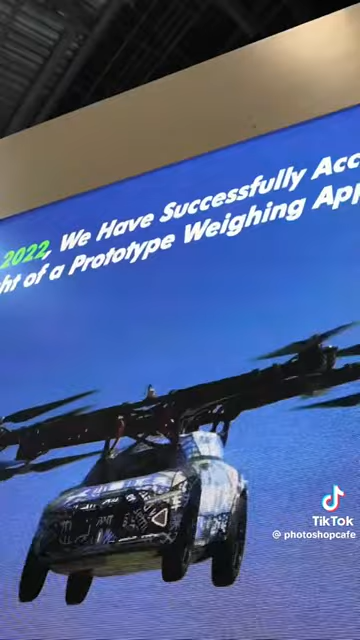 2022, We Have Successfully
of a Prototype Weighing
TikTok
@ photoshopcafe